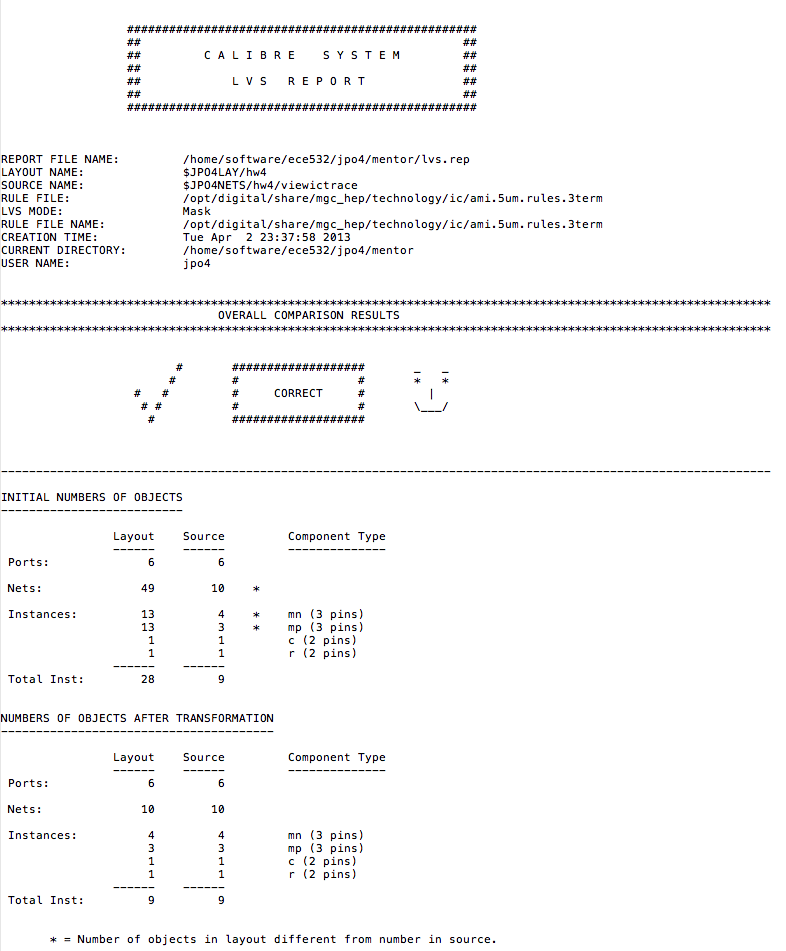 ##################################################
##                                              ##
##         C A L I B R E   S Y S T E M         ##
##                                              ##
##             L V S   R E P O R T              ##
##                                              ##
##################################################
REPORT FILE NAME:         /home/software/ece532/jpo4/mentor/lvs.rep
LAYOUT NAME:              $JPO4LAY/hw4
SOURCE NAME:              $JPO4NETS/hw4/viewictrace
RULE FILE:                /opt/digital/share/mgc_hep/technology/ic/ami.5um.rules.3term
LVS MODE:                 Mask
RULE FILE NAME:           /opt/digital/share/mgc_hep/technology/ic/ami.5um.rules.3term
CREATION TIME:            Tue Apr  2 23:37:58 2013
CURRENT DIRECTORY:        /home/software/ece532/jpo4/mentor
USER NAME:                jpo4
**************************************************************************************************************
                               OVERALL COMPARISON RESULTS
**************************************************************************************************************
                         #       ###################       _   _
                        #        #                 #       *   *
                   #   #         #     CORRECT     #         |
                    # #          #                 #       \___/
                     #           ###################
--------------------------------------------------------------------------------------------------------------
INITIAL NUMBERS OF OBJECTS
--------------------------
                Layout    Source         Component Type
                ------    ------         --------------
 Ports:              6         6
 Nets:              49        10    *
 Instances:         13         4    *    mn (3 pins)
                    13         3    *    mp (3 pins)
                     1         1         c (2 pins)
                     1         1         r (2 pins)
                ------    ------
 Total Inst:        28         9
NUMBERS OF OBJECTS AFTER TRANSFORMATION
---------------------------------------
                Layout    Source         Component Type
                ------    ------         --------------
 Ports:              6         6
 Nets:              10        10
 Instances:          4         4         mn (3 pins)
                     3         3         mp (3 pins)
                     1         1         c (2 pins)
                     1         1         r (2 pins)
                ------    ------
 Total Inst:         9         9
       * = Number of objects in layout different from number in source.